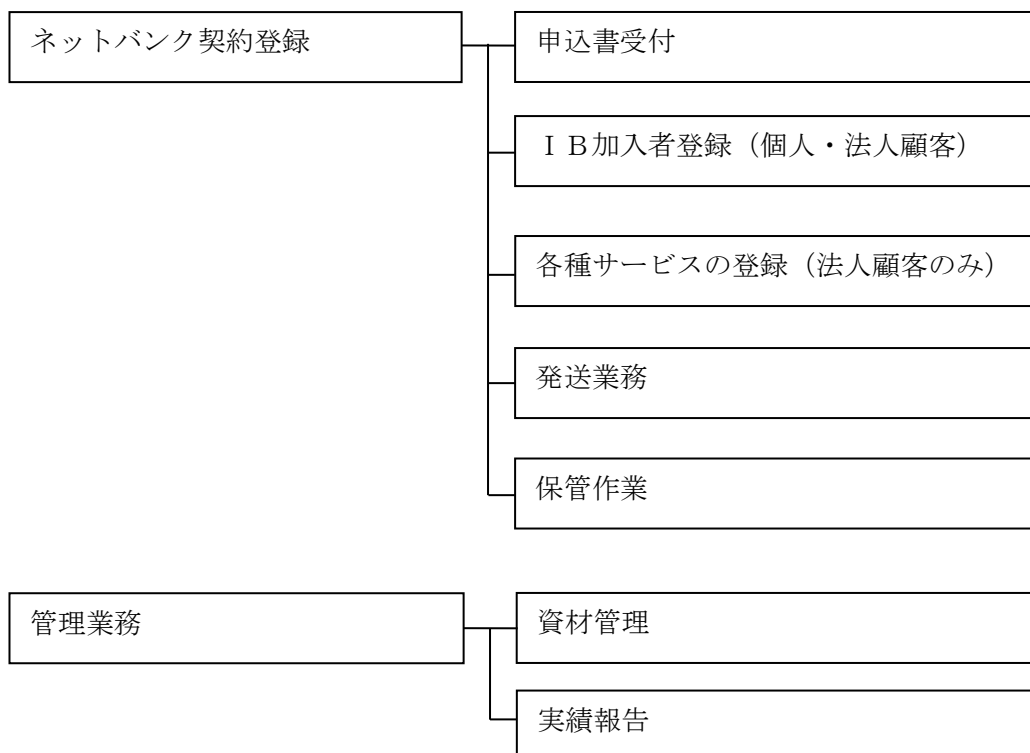 ネットバンク契約登録
申込書受付
ＩＢ加入者登録（個人・法人顧客）
各種サービスの登録（法人顧客のみ）
発送業務
保管作業
管理業務
資材管理
実績報告